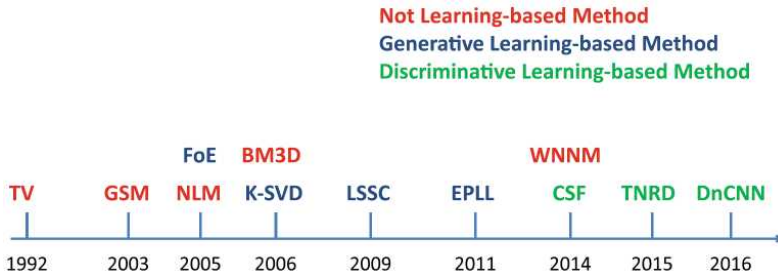 Not Learning-based Method
Generative Learning-based Method
Discriminative Learning-based Method
FoE BM3D WNNM
TV GSM NLM K-SVD LSSC EPLL CSF TNRD DnCNN
1992 2003 2005 2006 2009 2011 2014 2015 2016